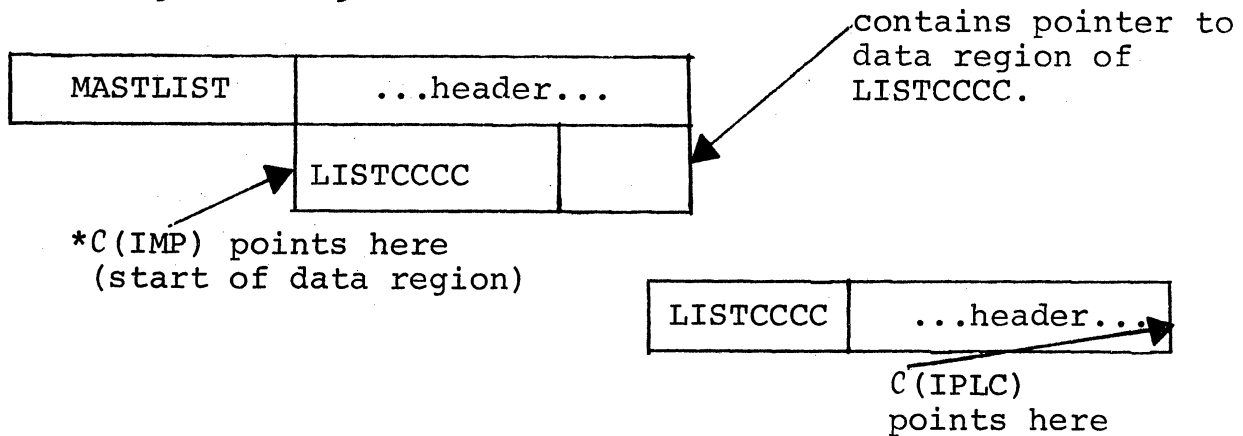 contains pointer to
data region of
LISTCCCC.
MASTLIST ...header...
LISTCCCC
*C(IMP) points here
(start of data region)
LISTCCCC ...header...
C(IPLC)
points here